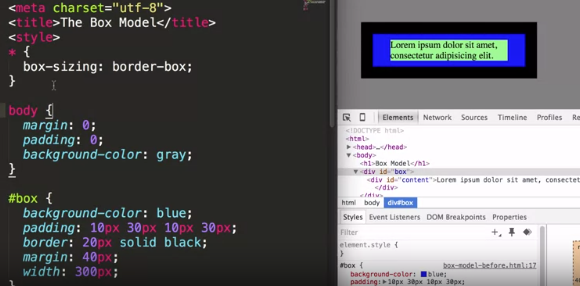 <meta charset="utf-8">
<title>The Box Model</title>
<style>
* {
box-sizing: border-box;
}
body {
margin: 0;
padding: 0;
background-color: gray;
}
#box {
background-color: blue;
padding: 10px 30px 10px 30px;
border: 20px solid black;
margin: 40px;
width: 300px;
Lorem ipsum dolor sit amet,
consectetur adipisicing elit.
Elements Network Sources Timeline Profiles Re
<!DOCTYPE html>
<html>
▶<head>…</head>
▼<body>
<h1>Box Model</h1>
▼<div id="box">
<div id="content">Lorem ipsum dolor sit amet, consectet
</div>
</div>
html body div#box
Styles Event Listeners DOM Breakpoints Properties
Filter
element.style {
}
#box { box-model-before.html:17
background-color: blue;
padding:▶10px 30px 10px 30px;